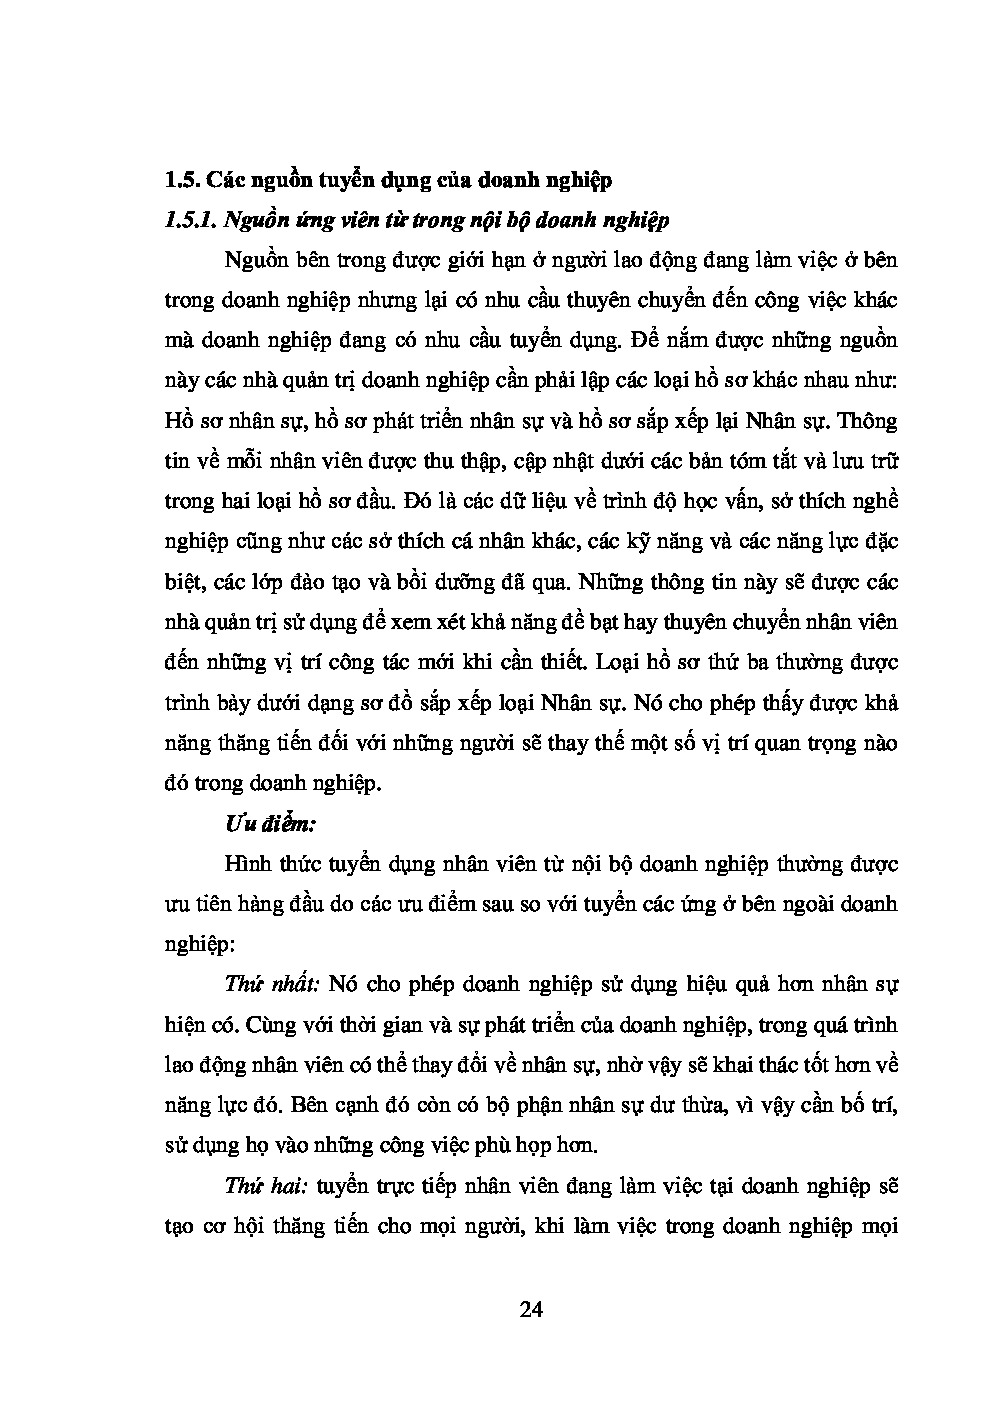 1.5. Các nguồn tuyển dụng của doanh nghiệp
1.5.1. Nguồn ứng viên từ trong nội bộ doanh nghiệp
Nguồn bên trong được giới hạn ở người lao động đang làm việc ở bên
trong doanh nghiệp nhưng lại có nhu cầu thuyên chuyển đến công việc khác
mà doanh nghiệp đang có nhu cầu tuyển dụng. Để nắm được những nguồn
này các nhà quản trị doanh nghiệp cần phải lập các loại hồ sơ khác nhau như:
Hồ sơ nhân sự, hồ sơ phát triển nhân sự và hồ sơ sắp xếp lại Nhân sự. Thông
tin về mỗi nhân viên được thu thập, cập nhật dưới các bản tóm tắt và lưu trữ
trong hai loại hồ sơ đầu. Đó là các dữ liệu về trình độ học vấn, sở thích nghề
nghiệp cũng như các sở thích cá nhân khác, các kỹ năng và các năng lực đặc
biệt, các lớp đào tạo và bồi dưỡng đã qua. Những thông tin này sẽ được các
nhà quản trị sử dụng để xem xét khả năng đề bạt hay thuyên chuyển nhân viên
đến những vị trí công tác mới khi cần thiết. Loại hồ sơ thứ ba thường được
trình bày dưới dạng sơ đồ sắp xếp loại Nhân sự. Nó cho phép thấy được khả
năng thăng tiến đối với những người sẽ thay thế một số vị trí quan trọng nào
đó trong doanh nghiệp.
Ưu điểm:
Hình thức tuyển dụng nhân viên từ nội bộ doanh nghiệp thường được
ưu tiên hàng đầu do các ưu điểm sau so với tuyển các ứng ở bên ngoài doanh
nghiệp:
Thứ nhất: Nó cho phép doanh nghiệp sử dụng hiệu quả hơn nhân sự
hiện có. Cùng với thời gian và sự phát triển của doanh nghiệp, trong quá trình
lao động nhân viên có thể thay đổi về nhân sự, nhờ vậy sẽ khai thác tốt hơn về
năng lực đó. Bên cạnh đó còn có bộ phận nhân sự dư thừa, vì vậy cần bố trí,
sử dụng họ vào những công việc phù họp hơn.
Thứ hai: tuyển trực tiếp nhân viên đang làm việc tại doanh nghiệp sẽ
tạo cơ hội thăng tiến cho mọi người, khi làm việc trong doanh nghiệp mọi
24